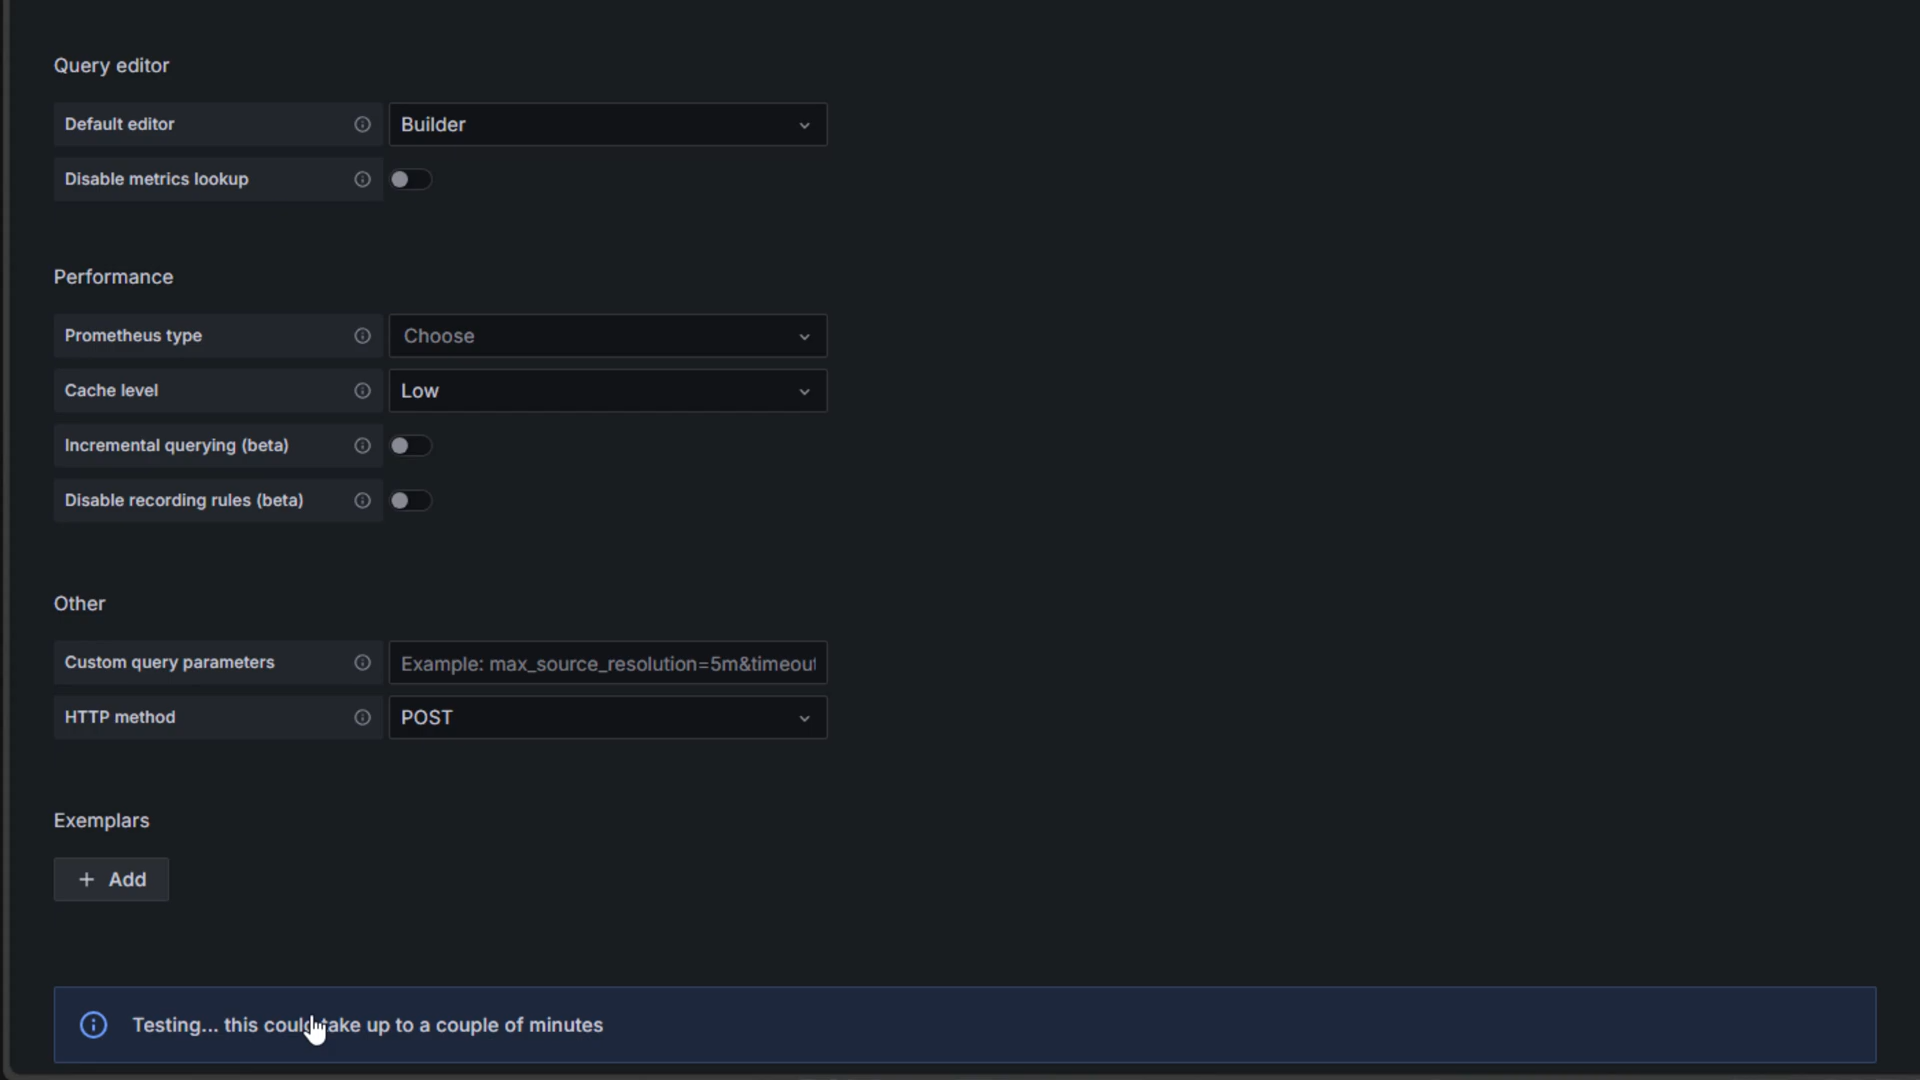 Query editor
Default editor
Builder
Disable metrics lookup
Performance
Prometheus type
Choose
Cache level
Low
Incremental querying (beta)
Disable recording rules (beta)
Other
Custom query parameters
Example: max_source_resolution=5m&timeout
HTTP method
POST
Exemplars
+ Add
Testing... this could take up to a couple of minutes